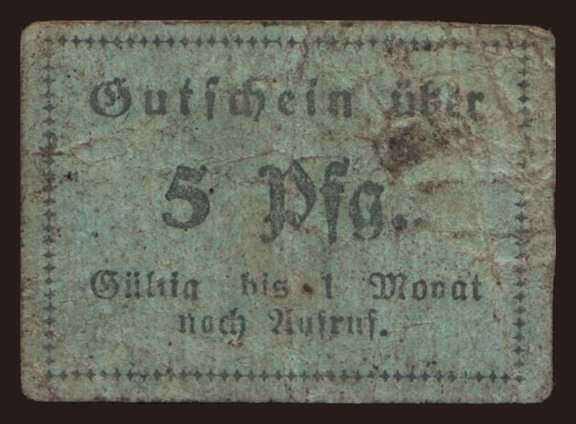 Gutschein über
5 Pfg.
Gültig bis 1 Monat
nach Aufruf.